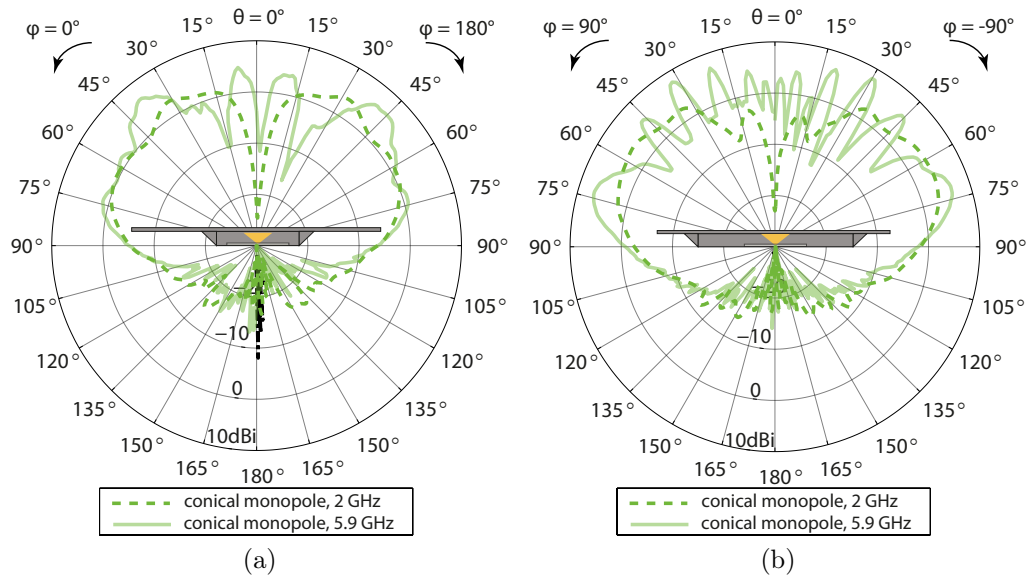 φ = 0° θ = 0° φ = 180°
15° 15°
30° 30°
45° 45°
60° 60°
75° 75°
90° 90°
105° 105°
120° 120°
135° 135°
150° 150°
165° 165°
180°
−10
0
10dBi
conical monopole, 2 GHz
conical monopole, 5.9 GHz
(a)
φ = 90° θ = 0° φ = -90°
15° 15°
30° 30°
45° 45°
60° 60°
75° 75°
90° 90°
105° 105°
120° 120°
135° 135°
150° 150°
165° 165°
180°
−10
0
10dBi
conical monopole, 2 GHz
conical monopole, 5.9 GHz
(b)